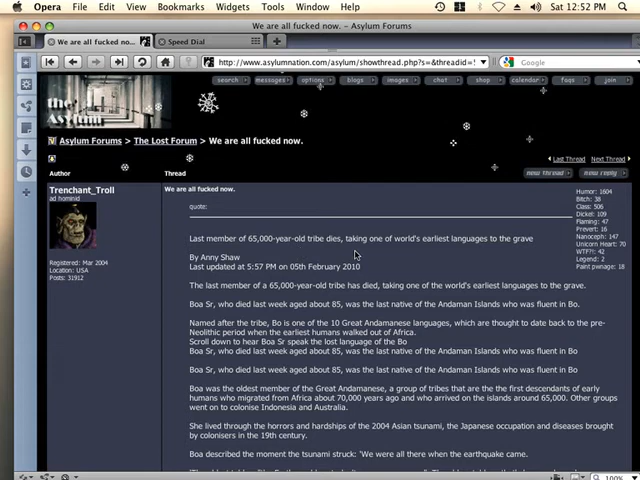 Opera File Edit View Bookmarks Widgets Tools Window Help Sat 12:52 PM
We are all fucked now. - Asylum Forums
We are all fucked no... Speed Dial
http://www.asylumnation.com/asylum/showthread.php?s=&threadid= Google
search messages options blogs images chat shop calendar faqs join
the Asylum
Asylum Forums > The Lost Forum > We are all fucked now.
Last Thread Next Thread
Author Thread new thread new reply
Trenchant_Troll
ad hominid
Registered: Mar 2004
Location: USA
Posts: 31912
We are all fucked now.
quote:
Last member of 65,000-year-old tribe dies, taking one of world's earliest languages to the grave
By Anny Shaw
Last updated at 5:57 PM on 05th February 2010
The last member of a 65,000-year-old tribe has died, taking one of the world's earliest languages to the grave.
Boa Sr, who died last week aged about 85, was the last native of the Andaman Islands who was fluent in Bo.
Named after the tribe, Bo is one of the 10 Great Andamanese languages, which are thought to date back to the pre-
Neolithic period when the earliest humans walked out of Africa.
Scroll down to hear Boa Sr speak the lost language of the Bo
Boa Sr, who died last week aged about 85, was the last native of the Andaman Islands who was fluent in Bo
Boa Sr, who died last week aged about 85, was the last native of the Andaman Islands who was fluent in Bo
Boa was the oldest member of the Great Andamanese, a group of tribes that are the the first descendants of early
humans who migrated from Africa about 70,000 years ago and who arrived on the islands around 65,000. Other groups
went on to colonise Indonesia and Australia.
She lived through the horrors and hardships of the 2004 Asian tsunami, the Japanese occupation and diseases brought
by colonisers in the 19th century.
Boa described the moment the tsunami struck: 'We were all there when the earthquake came.
Humor: 1604
Bitch: 38
Class: 506
Dickel: 109
Flaming: 47
Prevert: 16
Nanoceph: 147
Unicorn Heart: 70
WTF?!: 42
Legend: 2
Paint pwnage: 18
100%